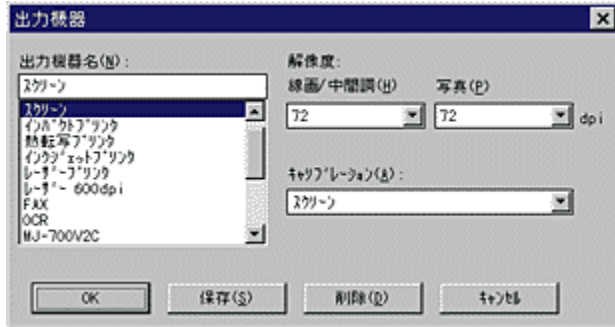 出力機器
出力機器名(N):
スクリーン
スクリーン
インパクトプリンタ
熱転写プリンタ
インクジェットプリンタ
レーザープリンタ
レーザー 600dpi
FAX
OCR
MJ-700V2C
解像度:
線画/中間調(H)
写真(P)
72
72
dpi
キャリブレーション(A):
スクリーン
OK
保存(S)
削除(D)
キャンセル